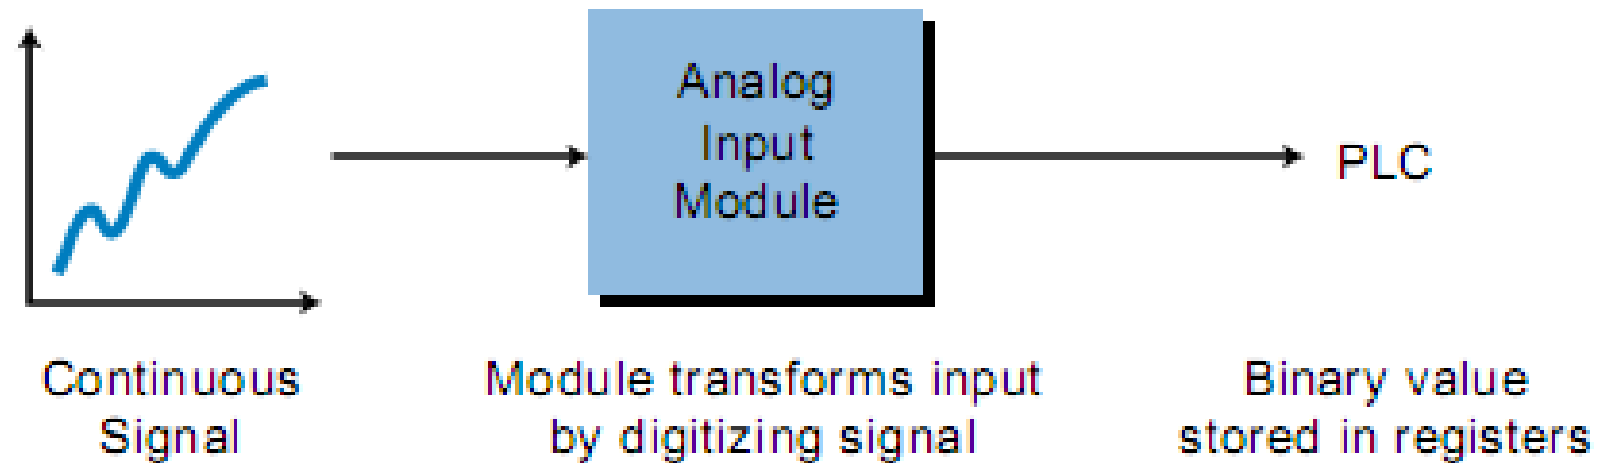 Analog
Input
Module
PLC
Continuous
Signal
Module transforms input
by digitizing signal
Binary value
stored in registers